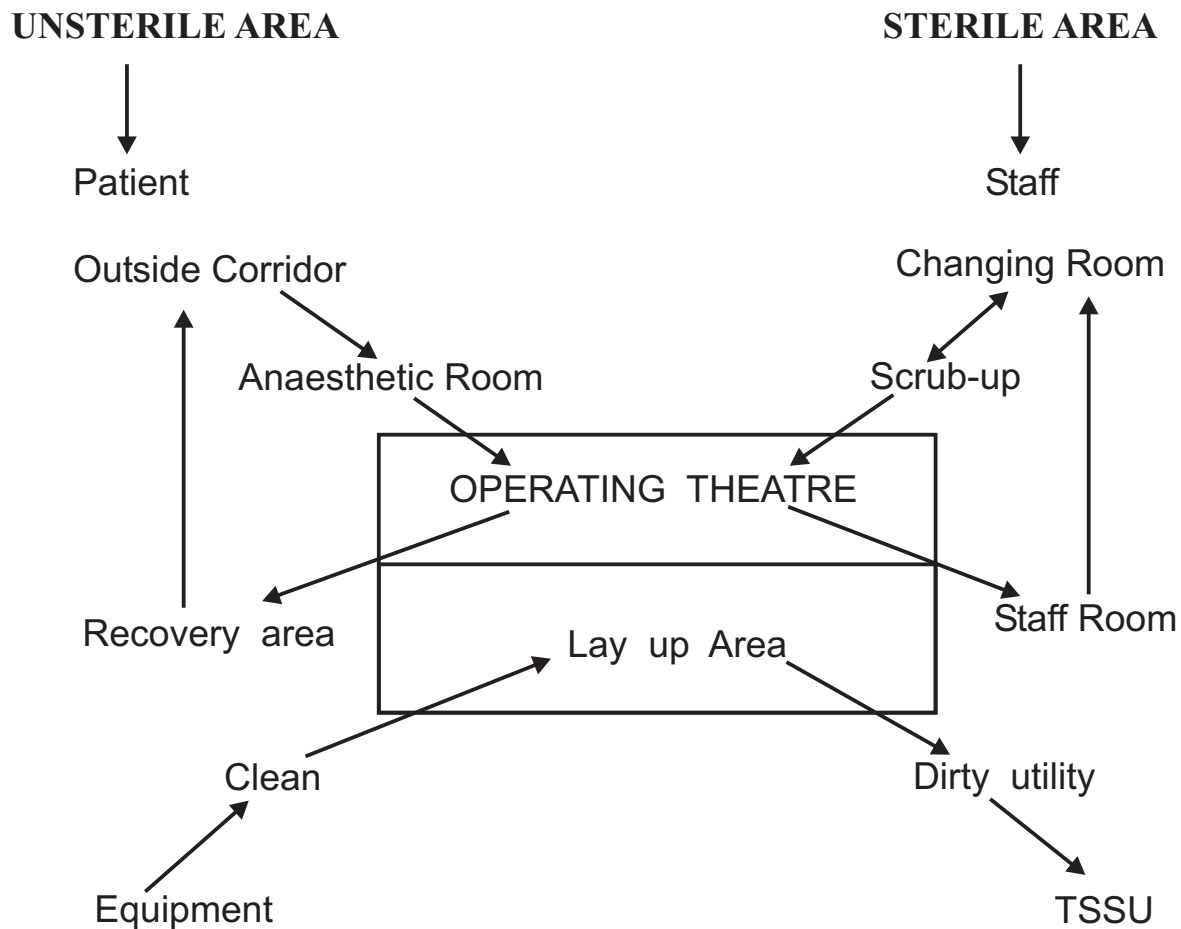 UNSTERILE AREA
STERILE AREA
Patient
Staff
Outside Corridor
Changing Room
Anaesthetic Room
Scrub-up
OPERATING THEATRE
Recovery area
Lay up Area
Staff Room
Clean
Dirty utility
Equipment
TSSU